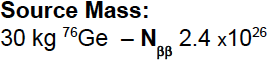 Source Mass:
30 kg ⁷⁶Ge – Nᵦᵦ 2.4 x10²⁶